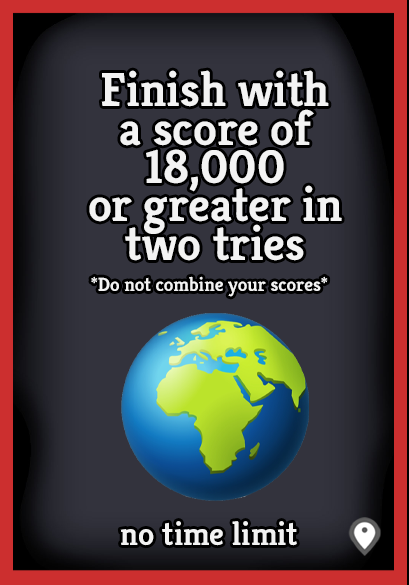 Finish with
a score of
18,000
or greater in
two tries
*Do not combine your scores*
no time limit